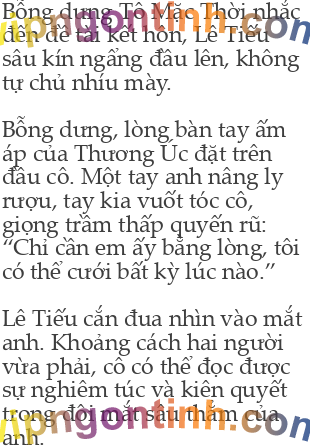 Bỗng dưng Tô Mặc Thời nhắc
đến đề tài kết hôn, Lê Tiếu
sâu kín ngẩng đầu lên, không
tự chủ nhíu mày.
Bỗng dưng, lòng bàn tay ấm
áp của Thương Úc đặt trên
đầu cô. Một tay anh nâng ly
rượu, tay kia vuốt tóc cô,
giọng trầm thấp quyến rũ:
“Chỉ cần em ấy bằng lòng, tôi
có thể cưới bất kỳ lúc nào.”
Lê Tiếu cắn đua nhìn vào mắt
anh. Khoảng cách hai người
vừa phải, cô có thể đọc được
sự nghiêm túc và kiên quyết
trong đôi mắt sâu thẳm của
anh.
vipngontinh.com
vipngontinh.com